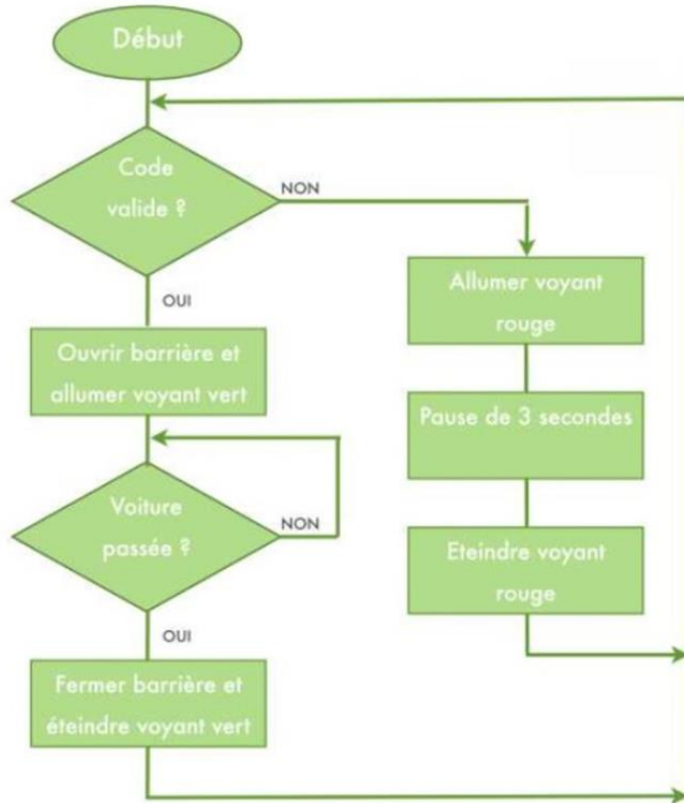 Début
Code
valide ?
NON
OUI
Allumer voyant
rouge
Ouvrir barrière et
allumer voyant vert
Pause de 3 secondes
Voiture
passée ?
NON
Eteindre voyant
rouge
OUI
Fermer barrière et
éteindre voyant vert